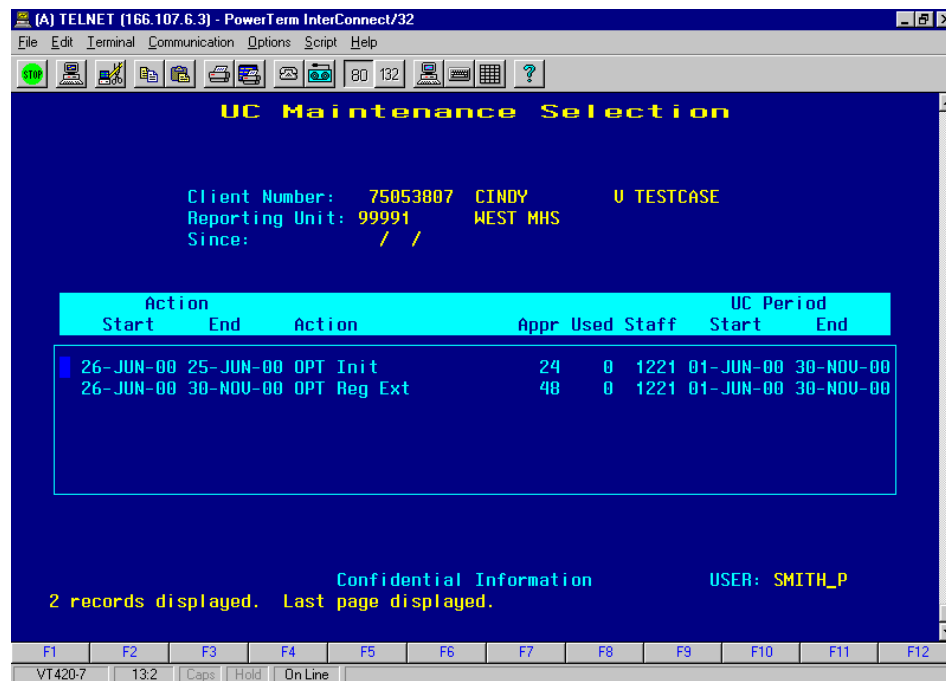 (A) TELNET (166.107.6.3) - PowerTerm InterConnect/32
File Edit Terminal Communication Options Script Help
STOP 80 132 ?
UC Maintenance Selection
Client Number: 75053807 CINDY V TESTCASE
Reporting Unit: 99991 WEST MHS
Since: / /
Action UC Period
Start End Action Appr Used Staff Start End
26-JUN-00 25-JUN-00 OPT Init 24 0 1221 01-JUN-00 30-NOV-00
26-JUN-00 30-NOV-00 OPT Reg Ext 48 0 1221 01-JUN-00 30-NOV-00
Confidential Information USER: SMITH_P
2 records displayed. Last page displayed.
F1 F2 F3 F4 F5 F6 F7 F8 F9 F10 F11 F12
VT420-7 13:2 Caps Hold On Line